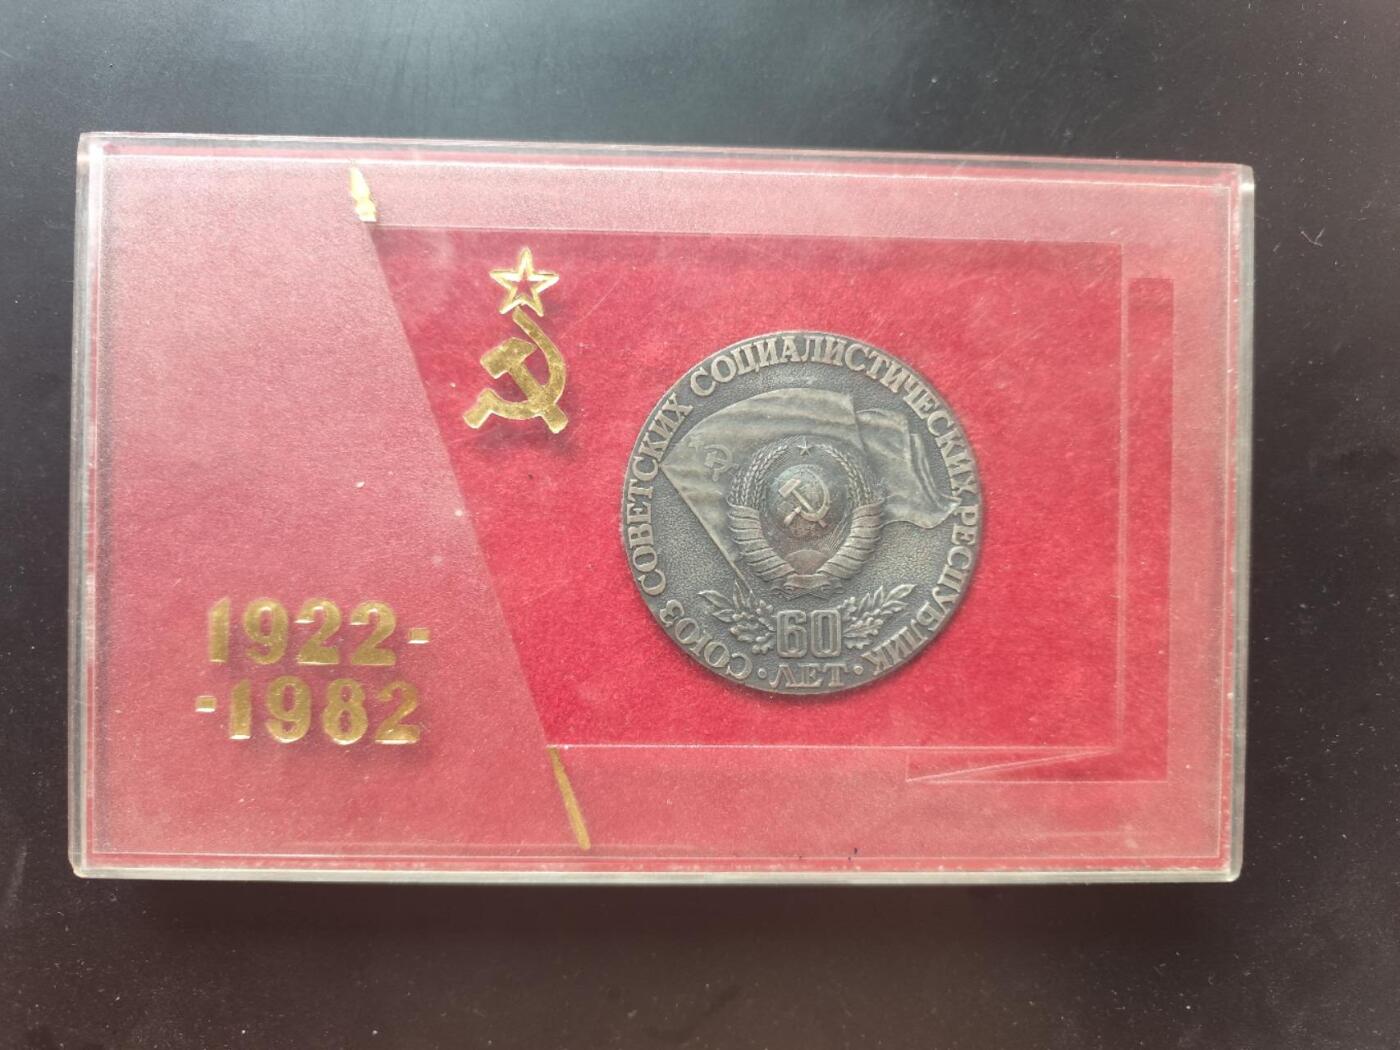 1922-
-1982
СОЮЗ СОВЕТСКИХ СОЦИАЛИСТИЧЕСКИХ РЕСПУБЛИК
60
· ЛЕТ ·